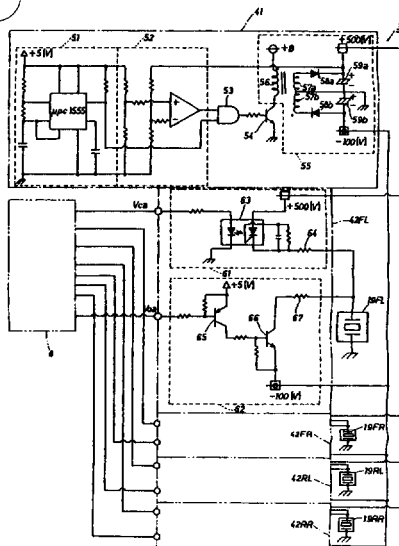 41
51
52
+5[V]
μpc 1555
53
54
+B
56
57a
57b
58a
58b
59a
59b
+500[V]
-100[V]
55
Vca
63
+500[V]
42FL
64
61
+5[V]
65
66
67
-100[V]
62
19FL
6
42FR
19FR
42RL
19RL
42RR
19RR